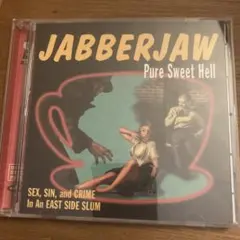 JABBERJAW
Pure Sweet Hell
SEX, SIN, and CRIME
In An EAST SIDE SLUM